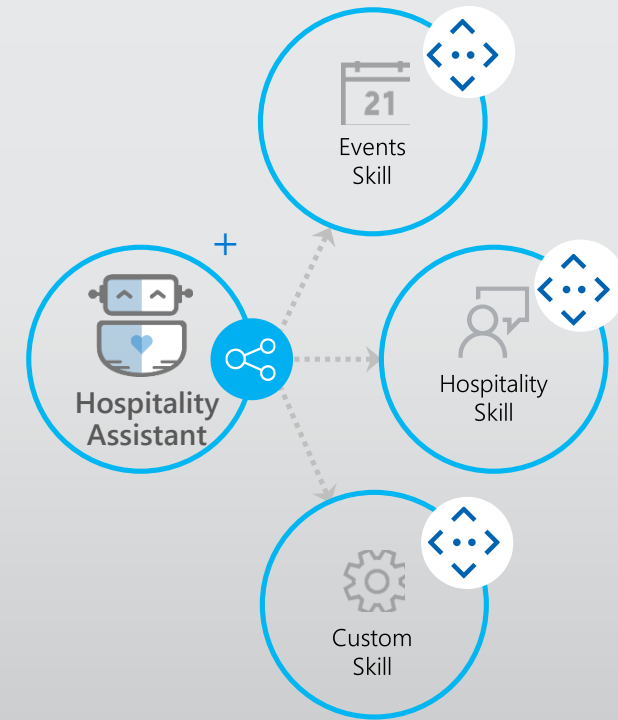 21
Events
Skill
+
Hospitality
Assistant
Hospitality
Skill
Custom
Skill